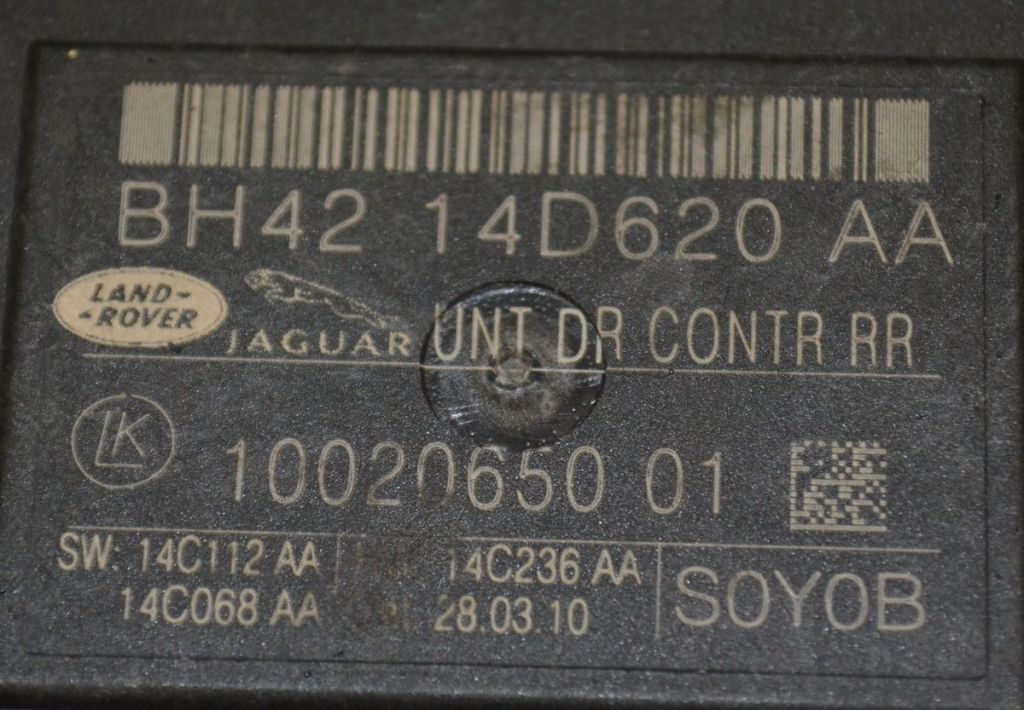 BH42 14D620 AA
LAND-
-ROVER
JAGUAR UNT DR CONTR RR
LK 10020650 01
SW: 14C112 AA 14C236 AA
14C068 AA Dat. 28.03.10
SOYOB